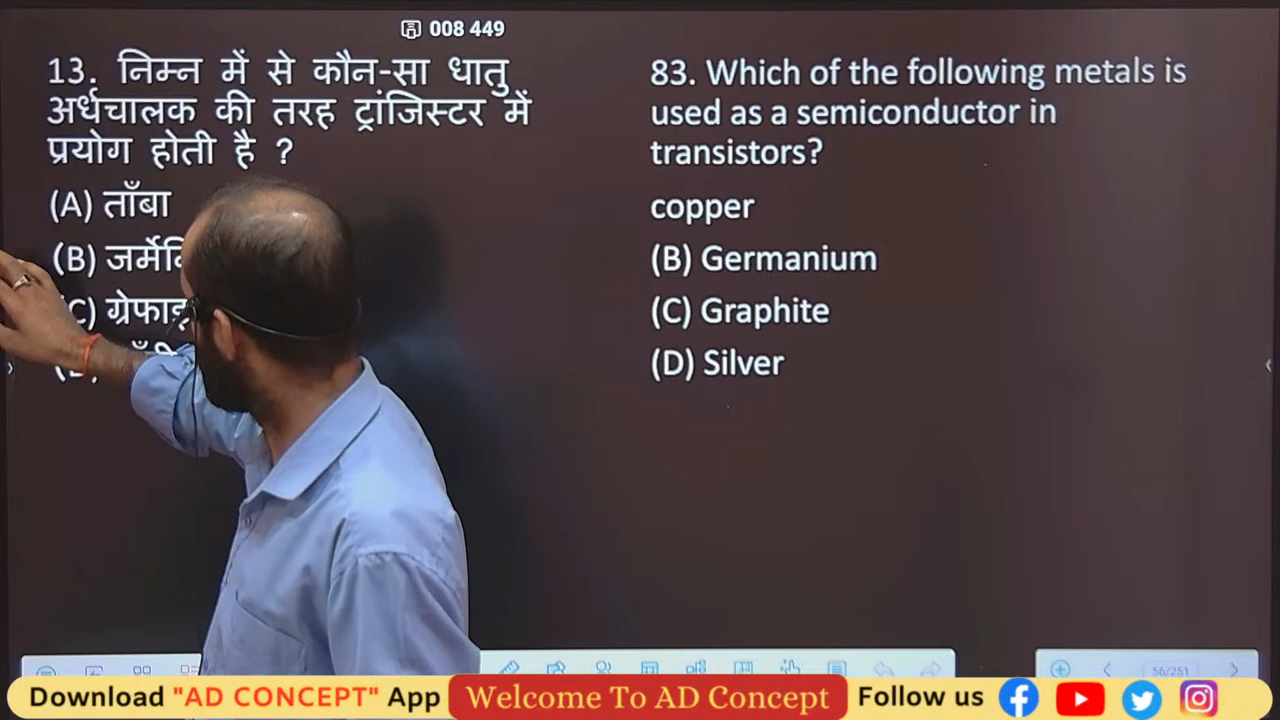 008 449
13. निम्न में से कौन-सा धातु
अर्धचालक की तरह ट्रांजिस्टर में
प्रयोग होती है ?
(A) ताँबा
(B)
(C)
83. Which of the following metals is
used as a semiconductor in
transistors?
copper
(B) Germanium
(C) Graphite
(D) Silver
56/251
Download "AD CONCEPT" App
Welcome To AD Concept
Follow us